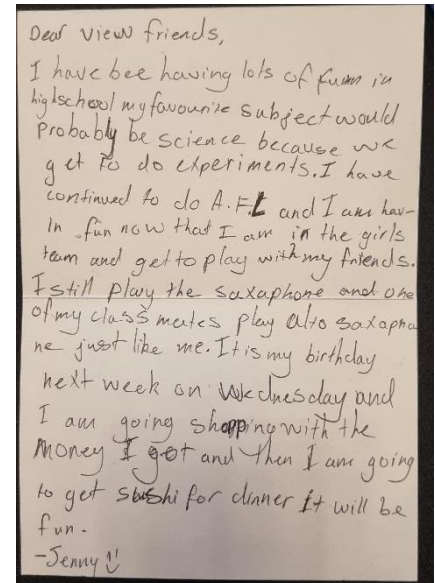 Dear view friends,
I have bee having lots of fumn in
highschool my favourite subject would
probably be science because we
get to do experiments. I have
continued to do A.F.L and I am hav-
In fun now that I am in the girls
team and get to play with my friends.
I still play the saxaphone and one
of my class mates play alto saxapho
ne just like me. It is my birthday
next week on Wednesday and
I am going shopping with the
money I got and then I am going
to get sushi for dinner it will be
fun.
-Jenny